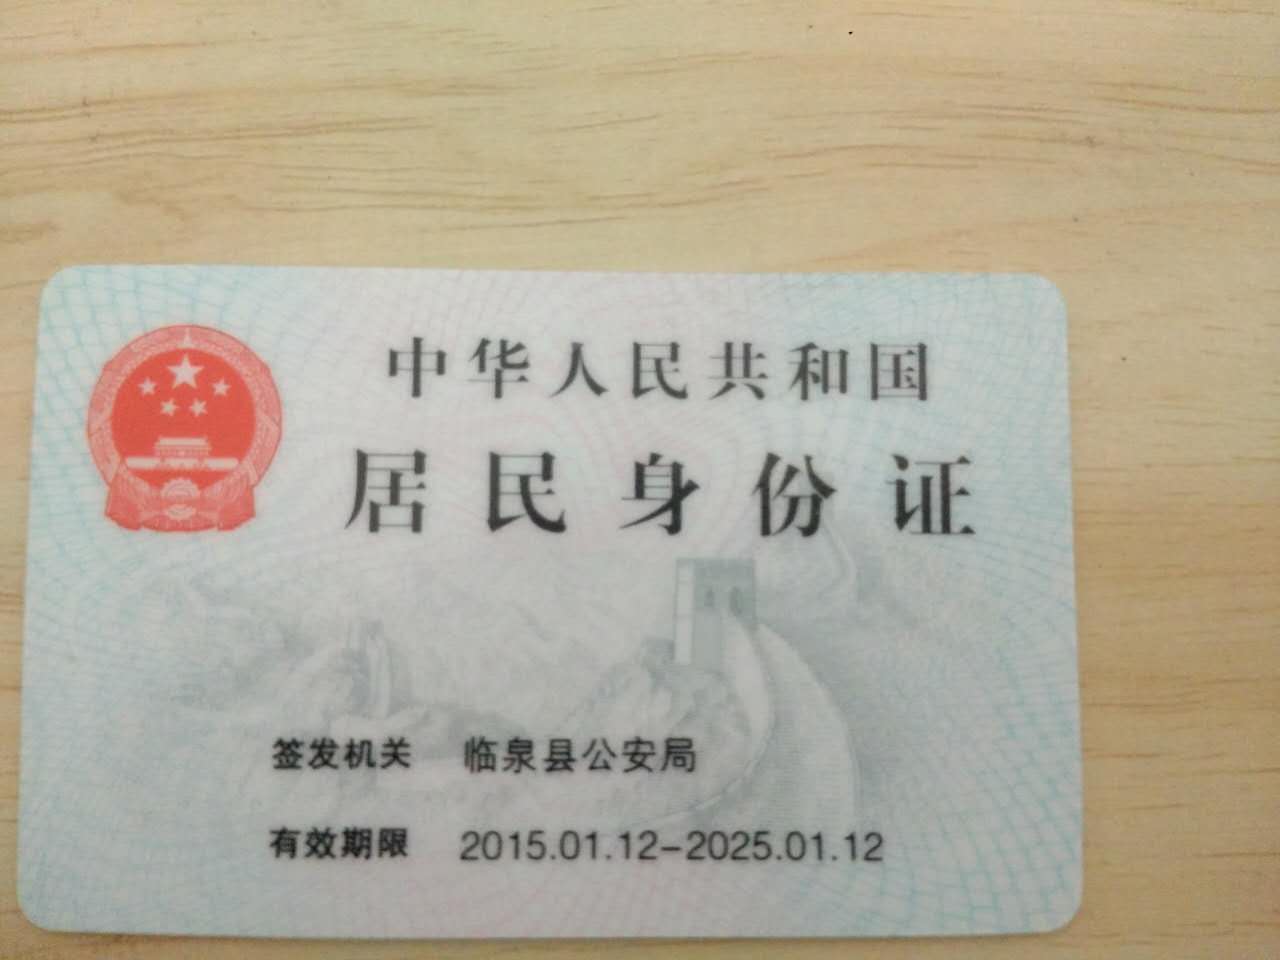 中华人民共和国
居民身份证
签发机关 临泉县公安局
有效期限 2015.01.12-2025.01.12